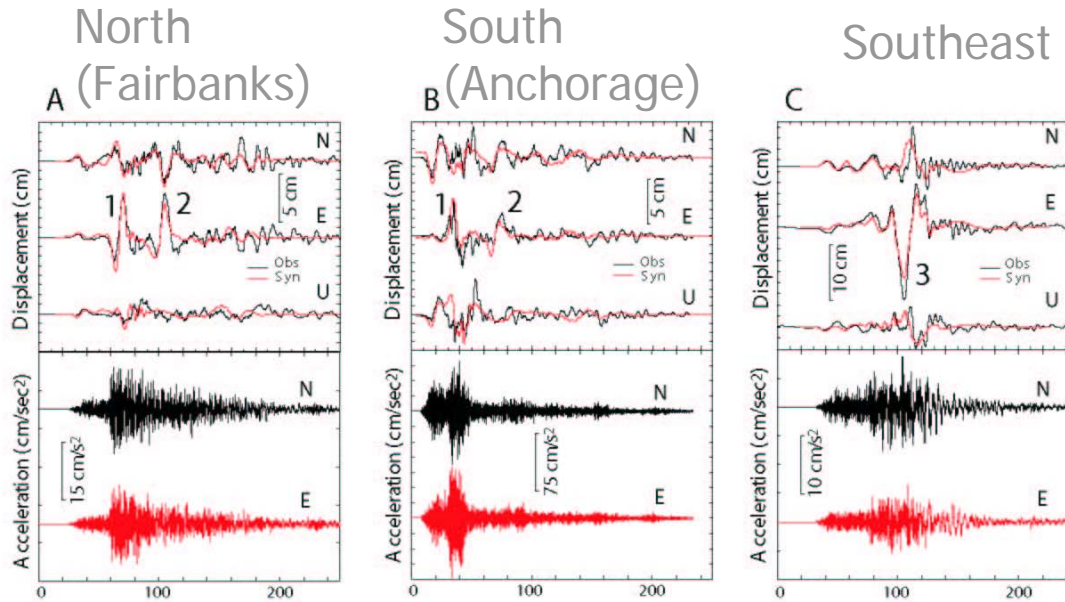 North
(Fairbanks)
South
(Anchorage)
Southeast
A
B
C
Displacement (cm)
N
5 cm
1
2
E
Obs
Syn
U
Displacement (cm)
N
5 cm
1
2
E
Obs
Syn
U
Displacement (cm)
N
E
10 cm
Obs
Syn
3
U
Acceleration (cm/sec²)
N
15 cm/s²
E
0
100
200
Acceleration (cm/sec²)
N
75 cm/s²
E
0
100
200
Acceleration (cm/sec²)
N
10 cm/s²
E
0
100
200